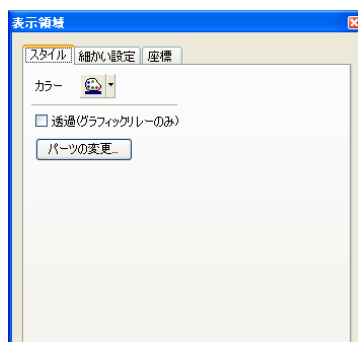 表示領域
スタイル 細かい設定 座標
カラー
透過(グラフィックリレーのみ)
パーツの変更...